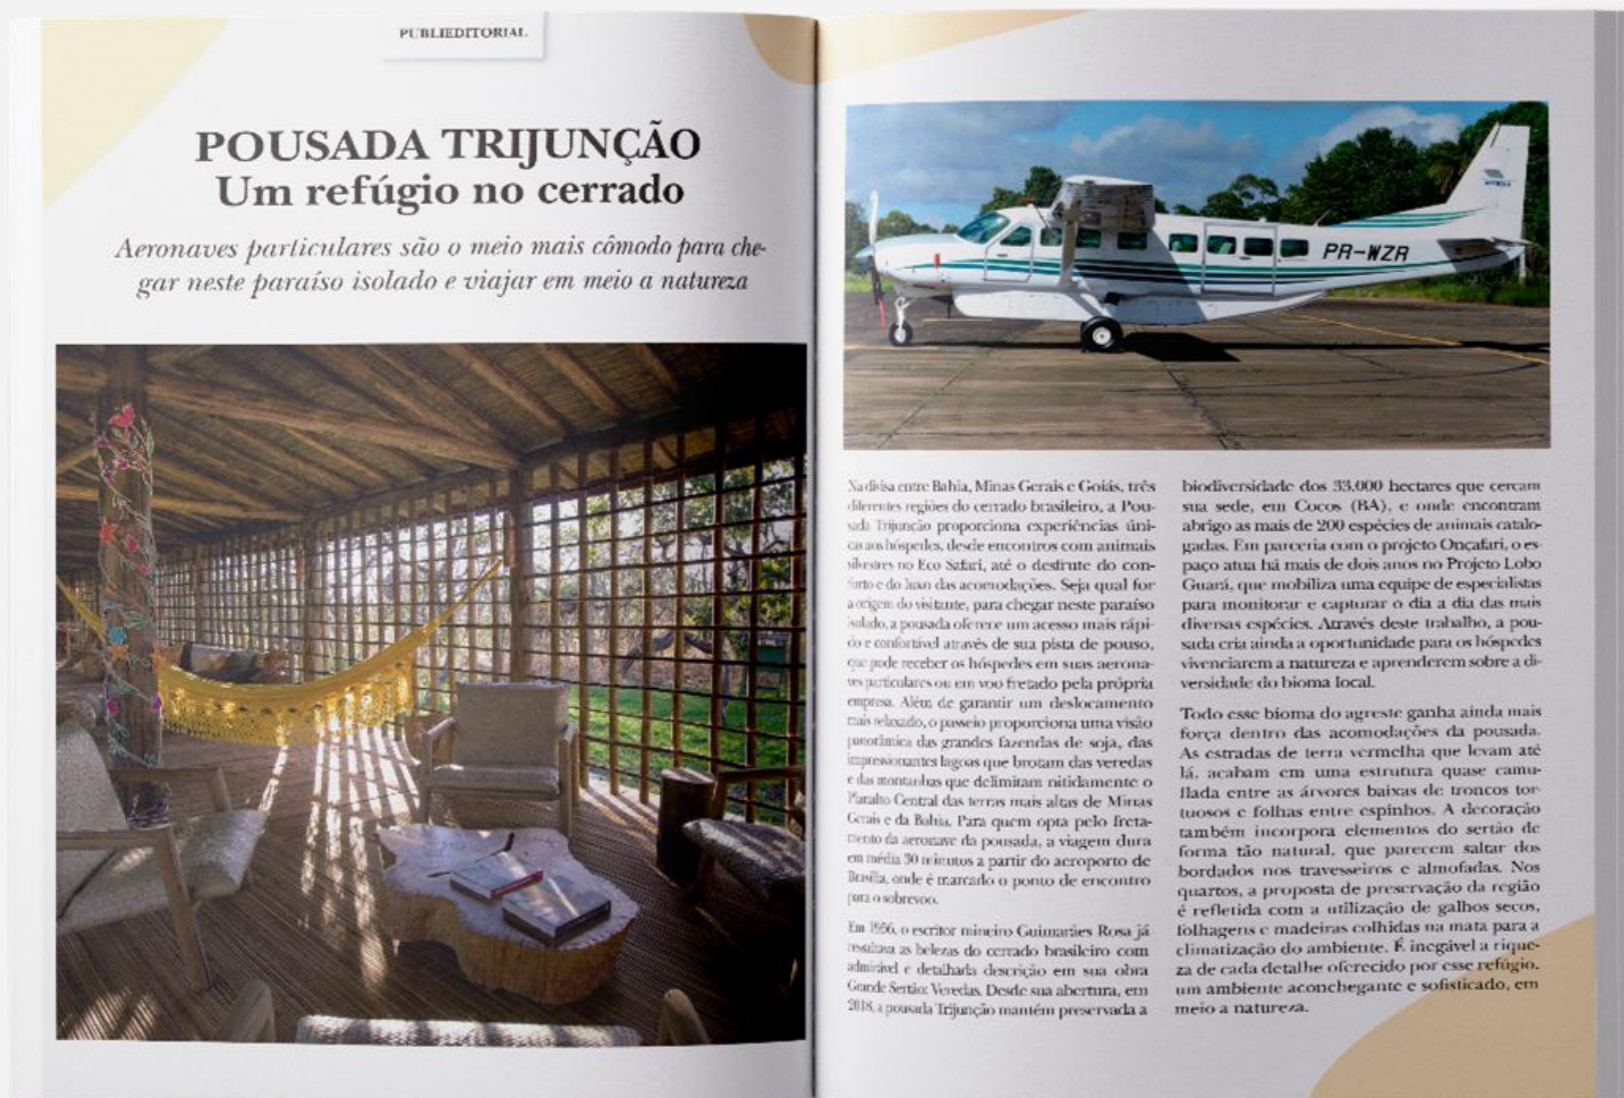 PUBLIEDITORIAL
POUSADA TRIJUNÇÃO
Um refúgio no cerrado
Aeronaves particulares são o meio mais cômodo para che-
gar neste paraíso isolado e viajar em meio a natureza
PR-WZR
Na divisa entre Bahia, Minas Gerais e Goiás, três
diferentes regiões do cerrado brasileiro, a Pou-
sada Trijunção proporciona experiências úni-
cas aos hóspedes, desde encontros com animais
silvestres no Eco Safari, até o desfrute do con-
forto e do luxo das acomodações. Seja qual for
a origem do visitante, para chegar neste paraíso
isolado, a pousada oferece um acesso mais rápi-
do e confortável através de sua pista de pouso,
que pode receber os hóspedes em suas aerona-
ves particulares ou em voo fretado pela própria
empresa. Além de garantir um deslocamento
mais relaxado, o passeio proporciona uma visão
panorâmica das grandes fazendas de soja, das
impressionantes lagoas que brotam das veredas
e das montanhas que delimitam nitidamente o
Planalto Central das terras mais altas de Minas
Gerais e da Bahia. Para quem opta pelo freta-
mento da aeronave da pousada, a viagem dura
em média 30 minutos a partir do aeroporto de
Brasília, onde é marcado o ponto de encontro
para o sobrevoo.
Em 1956, o escritor mineiro Guimarães Rosa já
ressaltava as belezas do cerrado brasileiro com
admirável e detalhada descrição em sua obra
Grande Sertão: Veredas. Desde sua abertura, em
2018, a pousada Trijunção mantém preservada a
biodiversidade dos 33.000 hectares que cercam
sua sede, em Cocos (BA), e onde encontram
abrigo as mais de 200 espécies de animais catalo-
gadas. Em parceria com o projeto Onçafari, o es-
paço atua há mais de dois anos no Projeto Lobo
Guará, que mobiliza uma equipe de especialistas
para monitorar e capturar o dia a dia das mais
diversas espécies. Através deste trabalho, a pou-
sada cria ainda a oportunidade para os hóspedes
vivenciarem a natureza e aprenderem sobre a di-
versidade do bioma local.
Todo esse bioma do agreste ganha ainda mais
força dentro das acomodações da pousada.
As estradas de terra vermelha que levam até
lá, acabam em uma estrutura quase camu-
flada entre as árvores baixas de troncos tor-
tuosos e folhas entre espinhos. A decoração
também incorpora elementos do sertão de
forma tão natural, que parecem saltar dos
bordados nos travesseiros e almofadas. Nos
quartos, a proposta de preservação da região
é refletida com a utilização de galhos secos,
folhagens e madeiras colhidas na mata para a
climatização do ambiente. É inegável a rique-
za de cada detalhe oferecido por esse refúgio,
um ambiente aconchegante e sofisticado, em
meio a natureza.